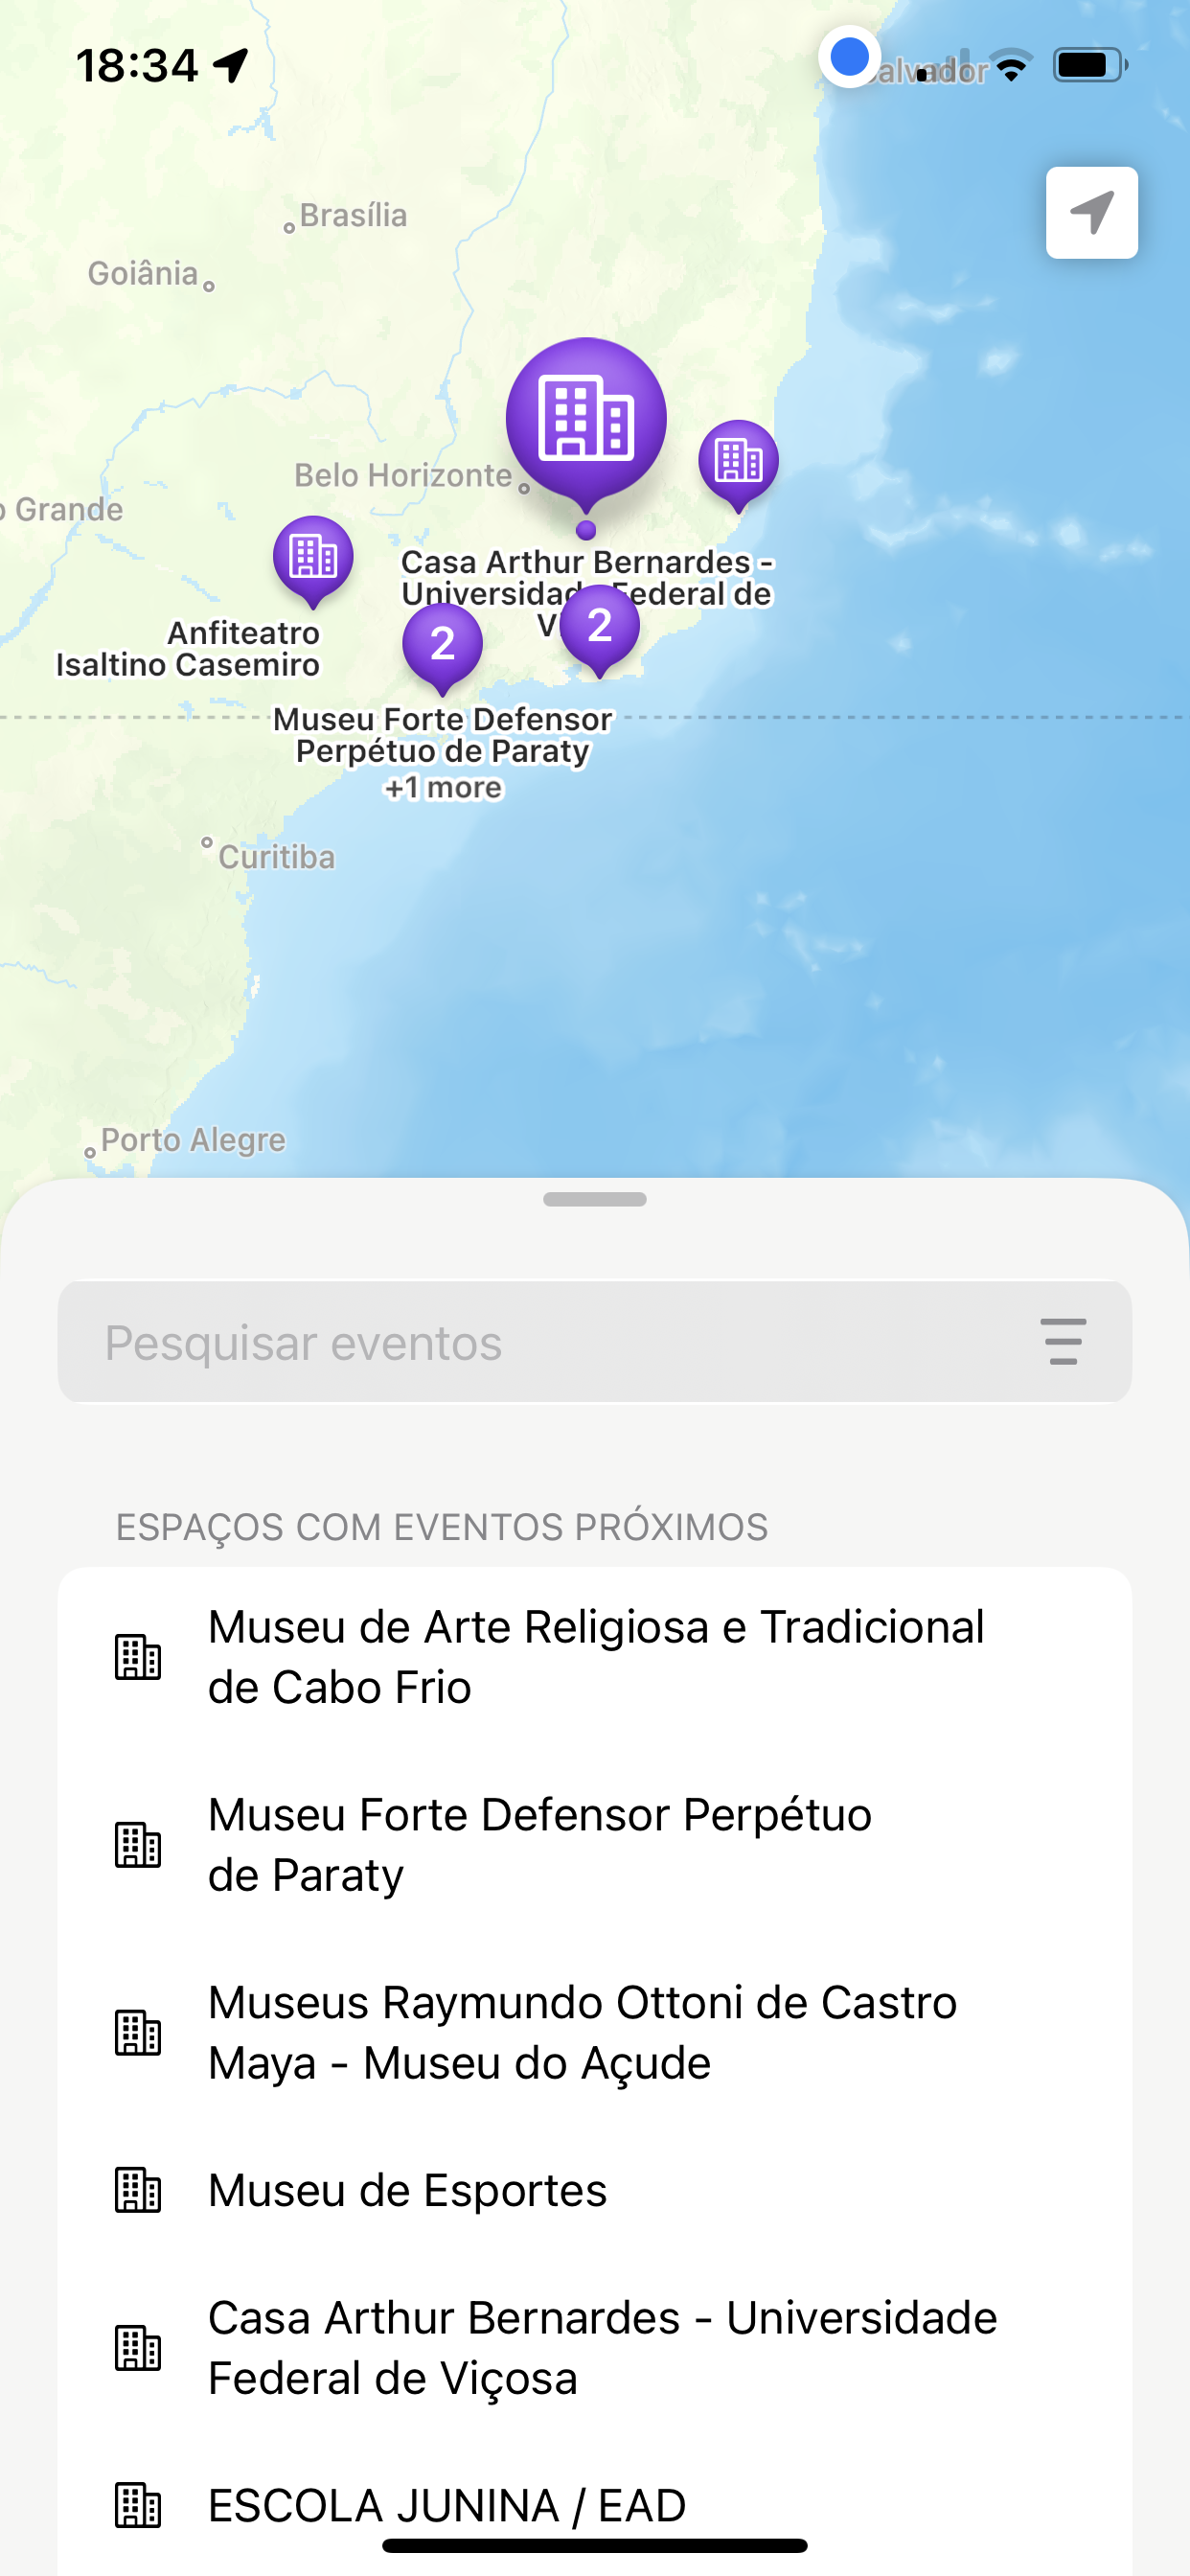 18:34
Salvador
Brasília
Goiânia
Belo Horizonte
o Grande
Casa Arthur Bernardes -
Universidade Federal de
Anfiteatro
Isaltino Casemiro
2
2
Museu Forte Defensor
Perpétuo de Paraty
+1 more
Curitiba
Porto Alegre
Pesquisar eventos
ESPAÇOS COM EVENTOS PRÓXIMOS
Museu de Arte Religiosa e Tradicional
de Cabo Frio
Museu Forte Defensor Perpétuo
de Paraty
Museus Raymundo Ottoni de Castro
Maya - Museu do Açude
Museu de Esportes
Casa Arthur Bernardes - Universidade
Federal de Viçosa
ESCOLA JUNINA / EAD